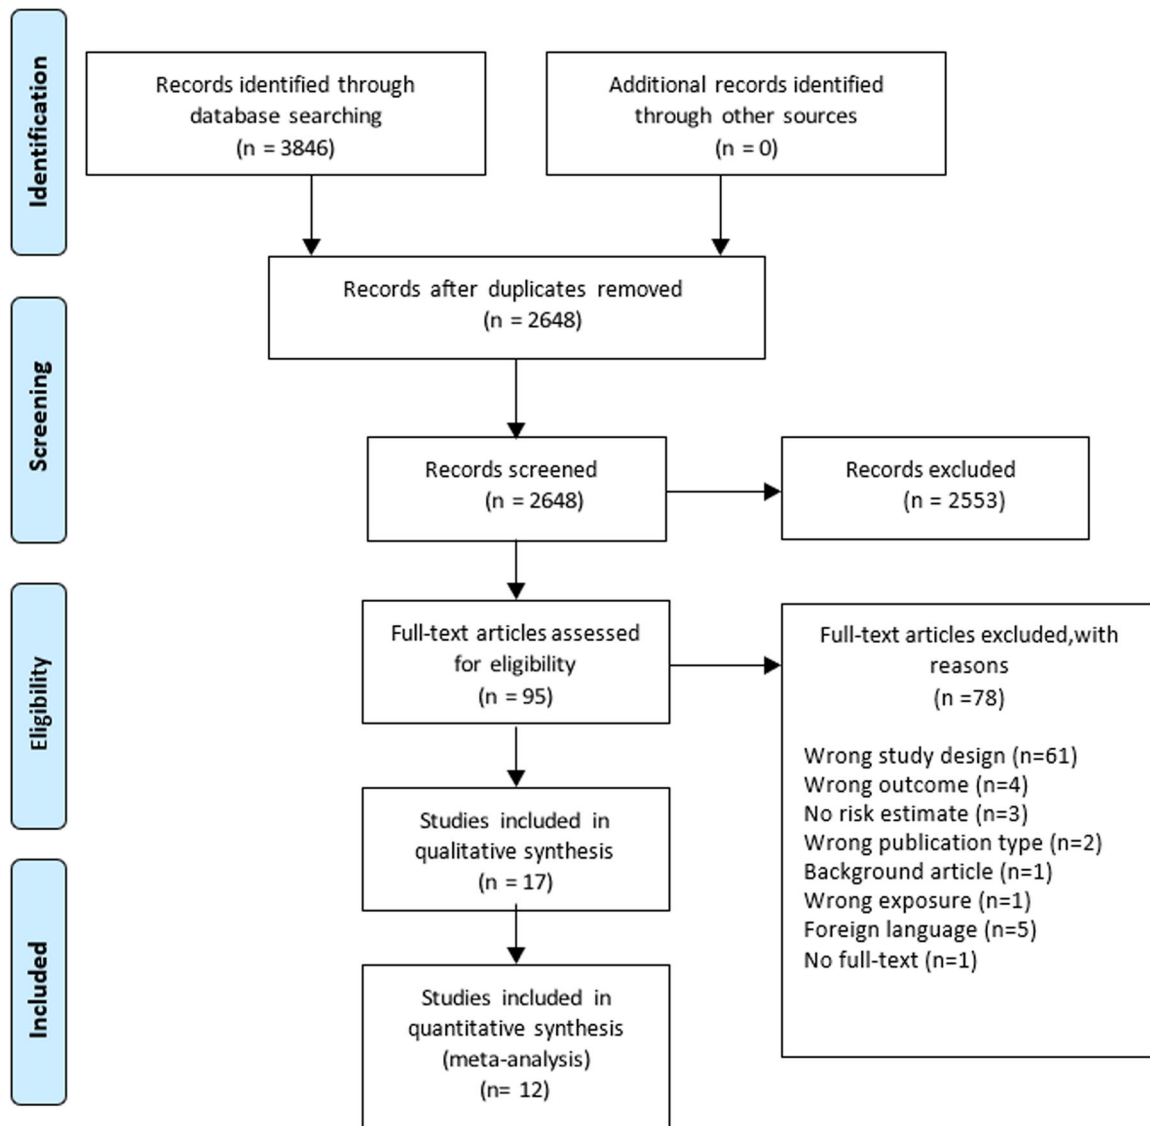 Identification
Records identified through
database searching
(n = 3846)
Additional records identified
through other sources
(n = 0)
Records after duplicates removed
(n = 2648)
Screening
Records screened
(n = 2648)
Records excluded
(n = 2553)
Eligibility
Full-text articles assessed
for eligibility
(n = 95)
Full-text articles excluded,with
reasons
(n =78)
Wrong study design (n=61)
Wrong outcome (n=4)
No risk estimate (n=3)
Wrong publication type (n=2)
Background article (n=1)
Wrong exposure (n=1)
Foreign language (n=5)
No full-text (n=1)
Studies included in
qualitative synthesis
(n = 17)
Included
Studies included in
quantitative synthesis
(meta-analysis)
(n= 12)